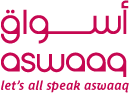 أسواق
aswaaq
let's all speak aswaaq